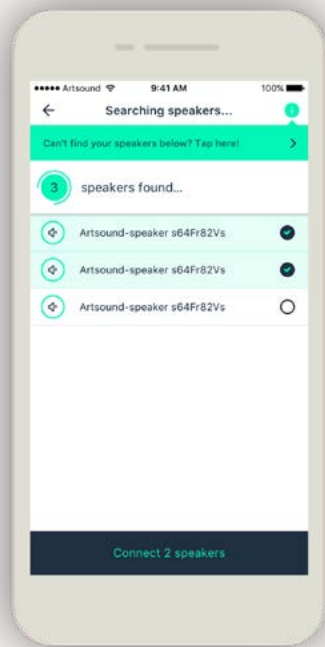 Artsound 9:41 AM 100%
Searching speakers...
Can't find your speakers below? Tap here!
3 speakers found...
Artsound-speaker s64Fr82Vs
Artsound-speaker s64Fr82Vs
Artsound-speaker s64Fr82Vs
Connect 2 speakers